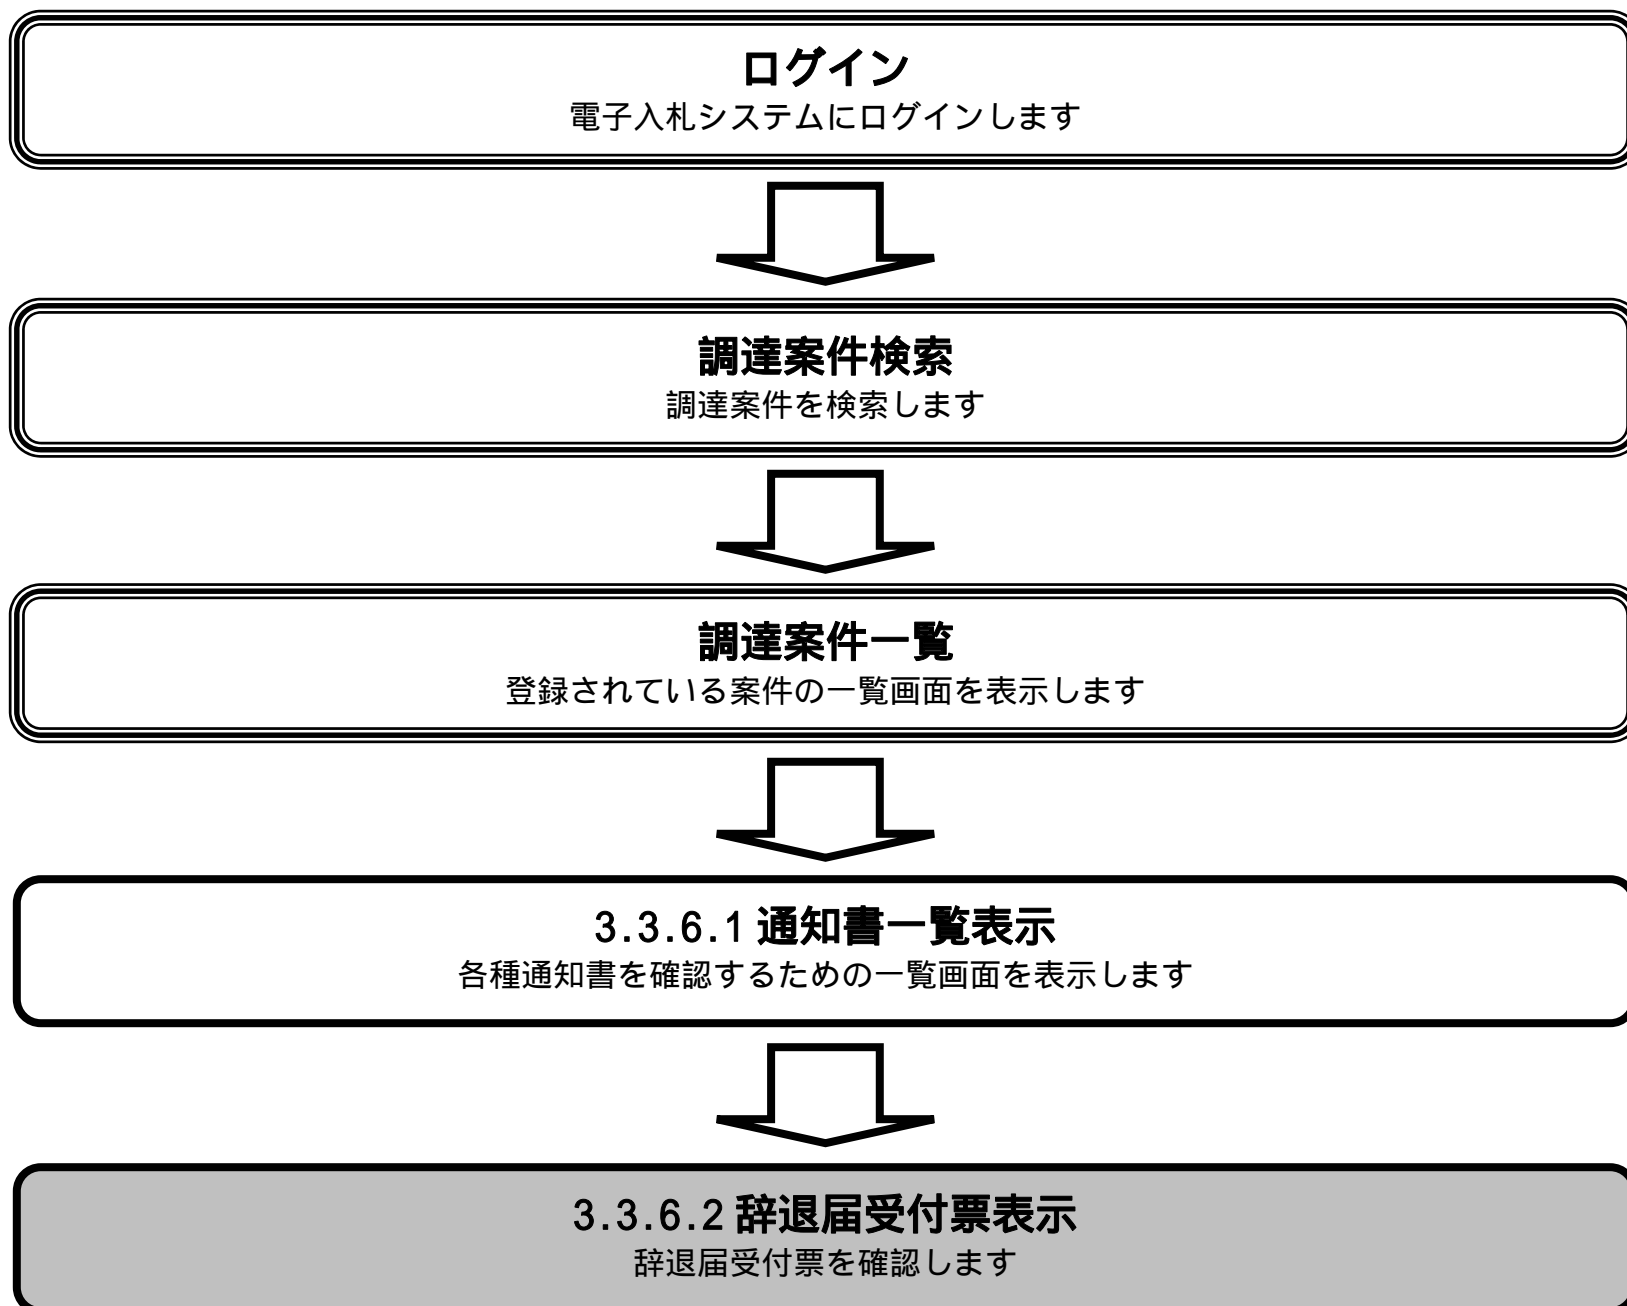 ログイン
電子入札システムにログインします
調達案件検索
調達案件を検索します
調達案件一覧
登録されている案件の一覧画面を表示します
3.3.6.1 通知書一覧表示
各種通知書を確認するための一覧画面を表示します
3.3.6.2 辞退届受付票表示
辞退届受付票を確認します